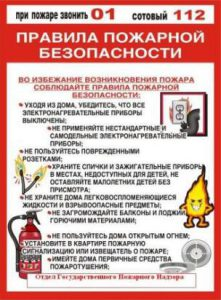 при пожаре звонить 01 сотовый 112
ПРАВИЛА ПОЖАРНОЙ
БЕЗОПАСНОСТИ
ВО ИЗБЕЖАНИЕ ВОЗНИКНОВЕНИЯ ПОЖАРА
СОБЛЮДАЙТЕ ПРАВИЛА ПОЖАРНОЙ
БЕЗОПАСНОСТИ:
• УХОДЯ ИЗ ДОМА, УБЕДИТЕСЬ, ЧТО ВСЕ
ЭЛЕКТРОНАГРЕВАТЕЛЬНЫЕ ПРИБОРЫ
ВЫКЛЮЧЕНЫ;
• НЕ ПРИМЕНЯЙТЕ НЕСТАНДАРТНЫЕ И
САМОДЕЛЬНЫЕ ЭЛЕКТРОНАГРЕВАТЕЛЬНЫЕ
ПРИБОРЫ;
• НЕ ПОЛЬЗУЙТЕСЬ ПОВРЕЖДЕННЫМИ
РОЗЕТКАМИ;
• ХРАНИТЕ СПИЧКИ И ЗАЖИГАТЕЛЬНЫЕ ПРИБОРЫ
В МЕСТАХ, НЕДОСТУПНЫХ ДЛЯ ДЕТЕЙ, НЕ
ОСТАВЛЯЙТЕ МАЛОЛЕТНИХ ДЕТЕЙ БЕЗ
ПРИСМОТРА;
• НЕ ХРАНИТЕ ДОМА ЛЕГКОВОСПЛАМЕНЯЮЩИЕСЯ
ЖИДКОСТИ И ВЗРЫВООПАСНЫЕ ПРЕДМЕТЫ;
• НЕ ЗАГРОМОЖДАЙТЕ БАЛКОНЫ И ЛОДЖИИ
ГОРЮЧИМИ МАТЕРИАЛАМИ;
• НЕ ПОЛЬЗУЙТЕСЬ ДОМА ОТКРЫТЫМ ОГНЕМ;
УСТАНОВИТЕ В КВАРТИРЕ ПОЖАРНУЮ
СИГНАЛИЗАЦИЮ ИЛИ ИЗВЕЩАТЕЛЬ О ПОЖАРЕ;
• ИМЕЙТЕ ДОМА ПЕРВИЧНЫЕ СРЕДСТВА
ПОЖАРОТУШЕНИЯ;
Отдел Государственного Пожарного Надзора